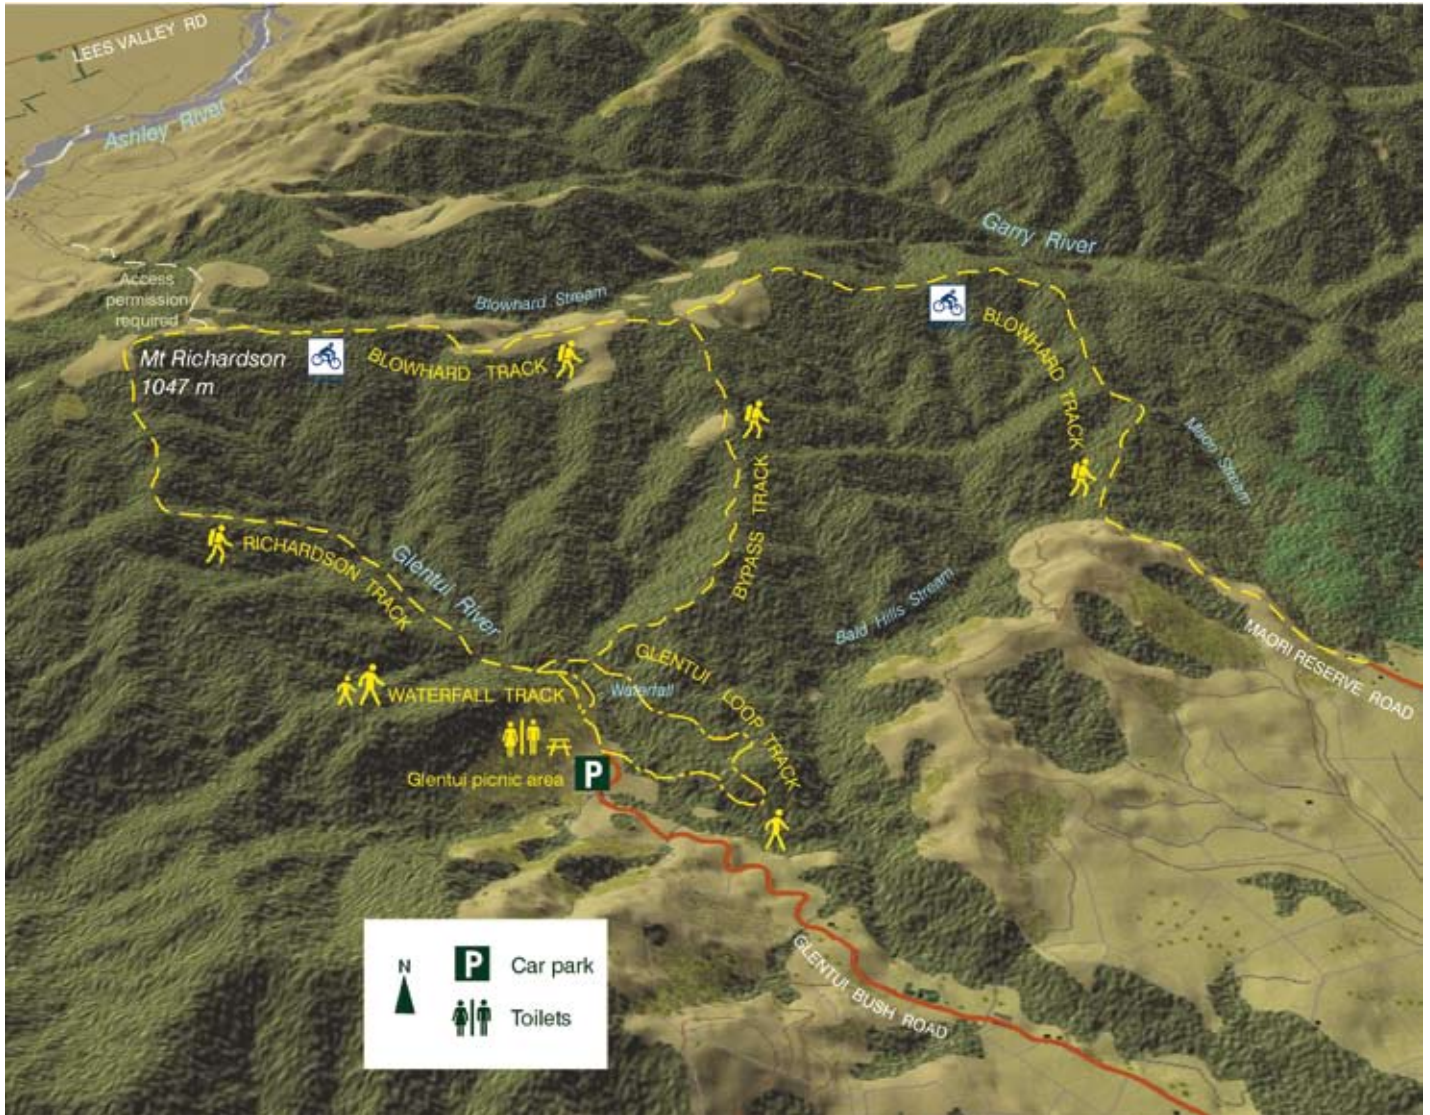 LEES VALLEY RD
Ashley River
Garry River
Access
permission
required
Blowhard Stream
Mt Richardson
1047 m
BLOWHARD TRACK
BLOWHARD TRACK
Moon Stream
BYPASS TRACK
RICHARDSON TRACK
Glentui River
Bald Hills Stream
MAORI RESERVE ROAD
GLENTUI LOOP TRACK
WATERFALL TRACK
Waterfall
Glentui picnic area
P
GLENTUI BUSH ROAD
N
P Car park
Toilets